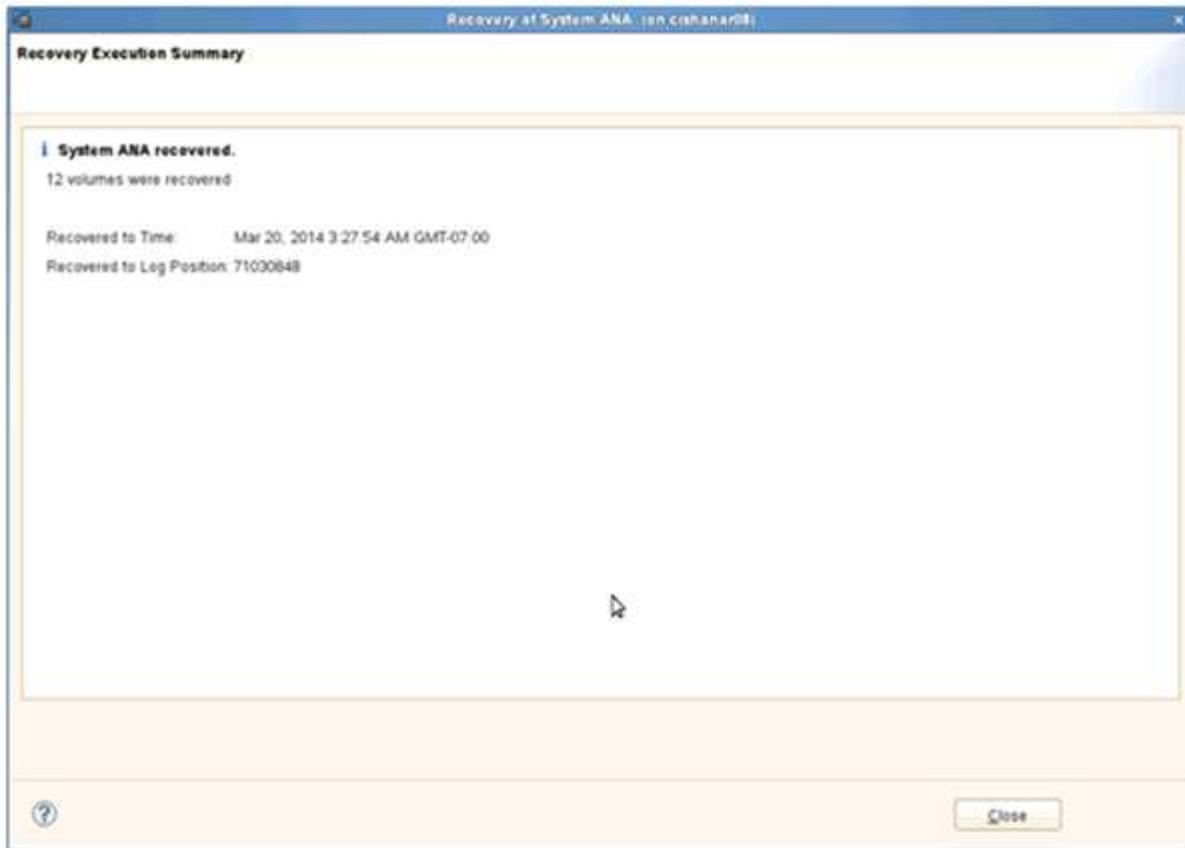 Recovery of System ANA (on cishanar08)
Recovery Execution Summary
System ANA recovered.
12 volumes were recovered
Recovered to Time: Mar 20, 2014 3:27:54 AM GMT-07:00
Recovered to Log Position: 71030848
Close